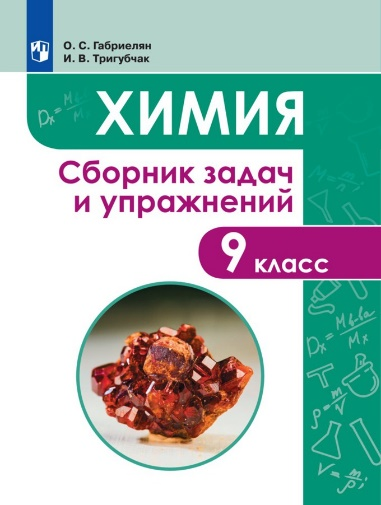 О. С. Габриелян
И. В. Тригубчак
ХИМИЯ
Сборник задач
и упражнений
9 класс